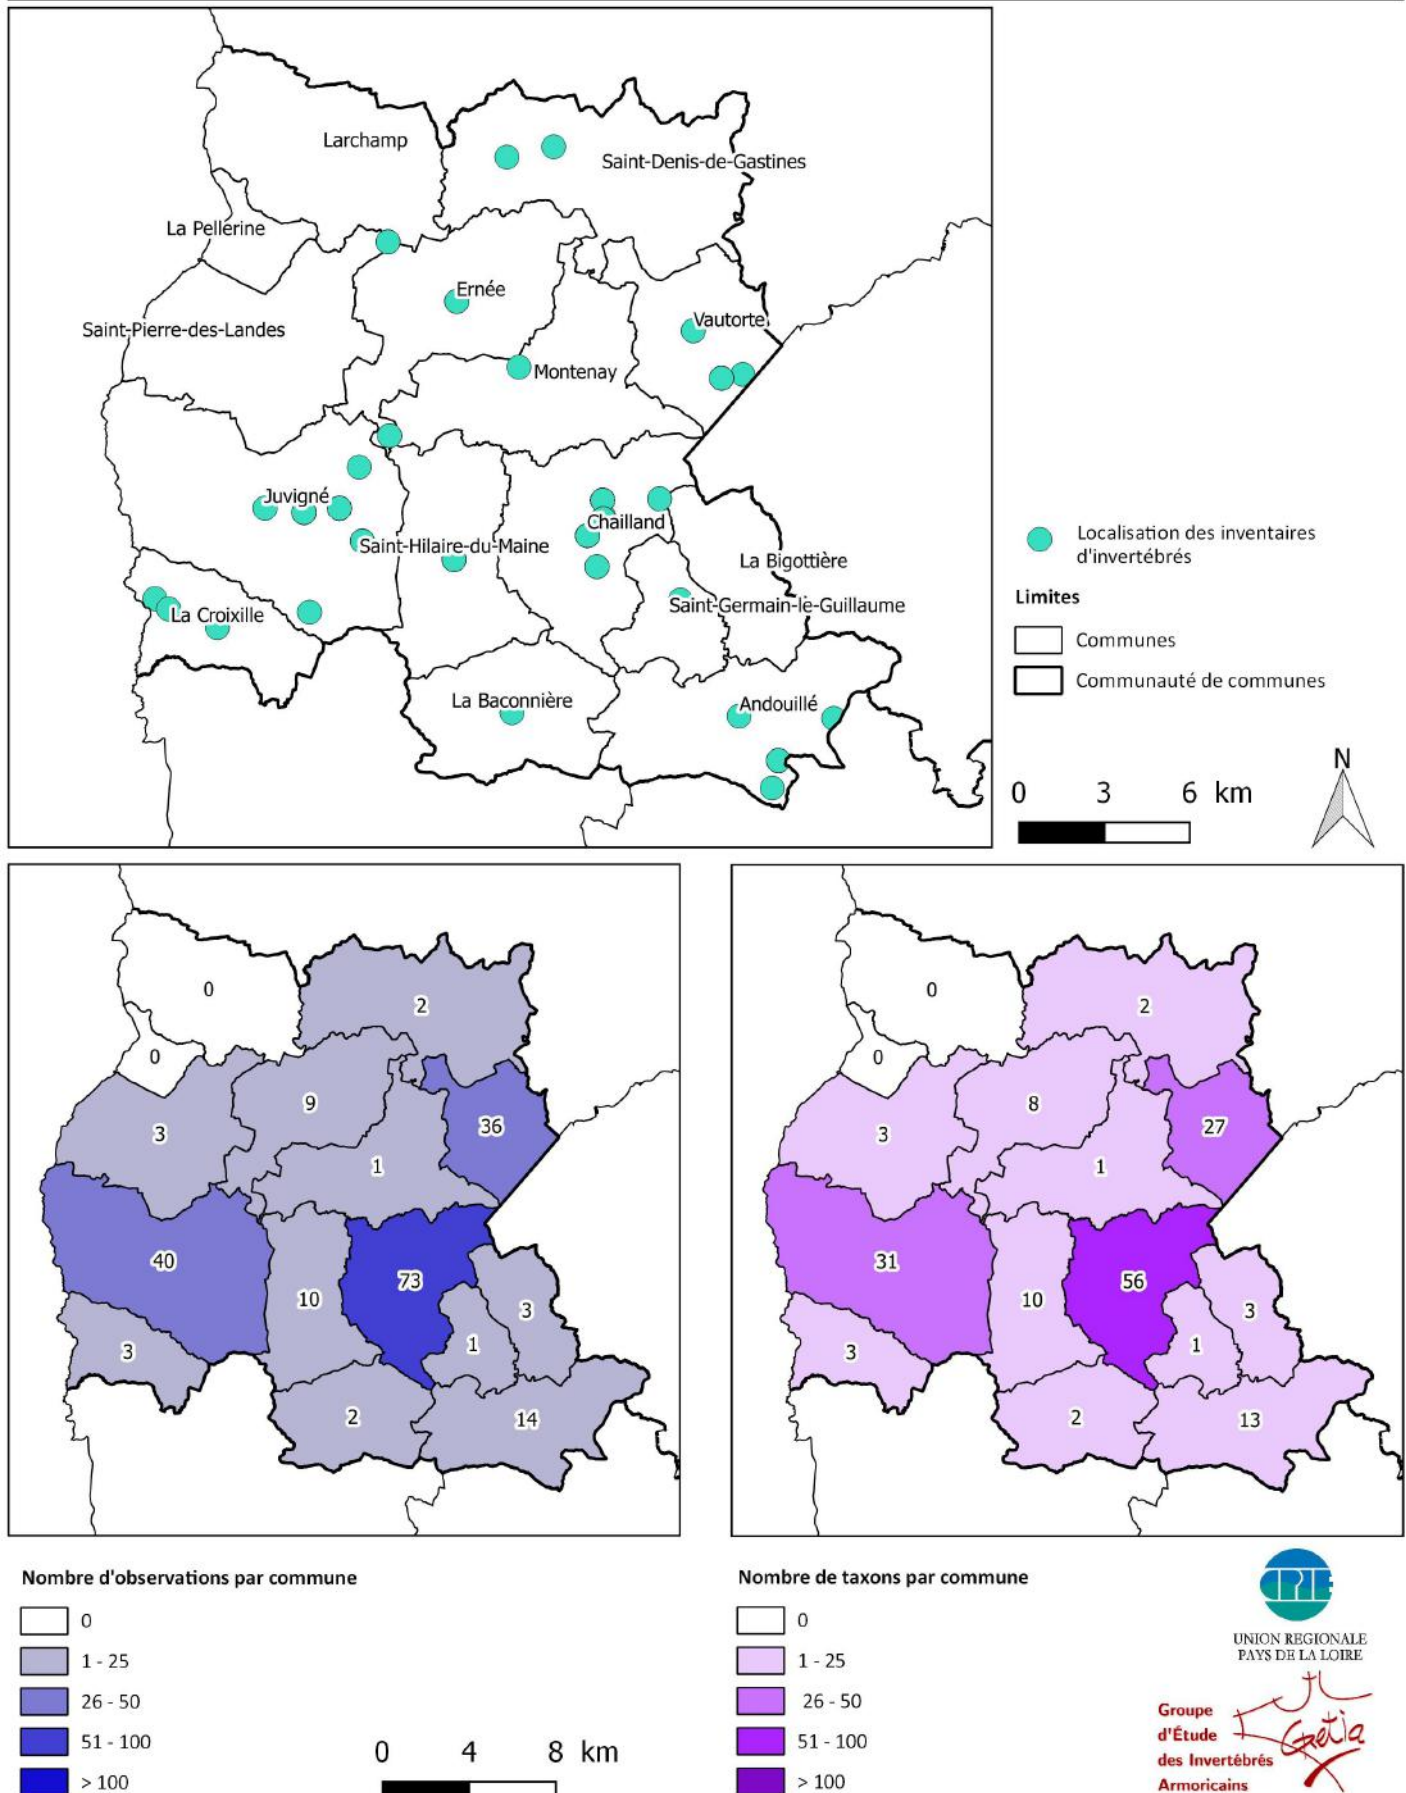 Larchamp
Saint-Denis-de-Gastines
La Pellerine
Ernée
Saint-Pierre-des-Landes
Vautorte
Montenay
Juvigné
Chailland
Saint-Hilaire-du-Maine
La Bigottière
Saint-Germain-le-Guillaume
La Croixille
La Baconnière
Andouillé
Localisation des inventaires
d'invertébrés
Limites
Communes
Communauté de communes
N
0 3 6 km
0
2
0
9
36
3
1
40
73
10
3
3
1
2
14
0
2
0
8
27
3
1
31
56
10
3
3
1
2
13
Nombre d'observations par commune
0
1 - 25
26 - 50
51 - 100
> 100
0 4 8 km
Nombre de taxons par commune
0
1 - 25
26 - 50
51 - 100
> 100
CPIE
UNION REGIONALE
PAYS DE LA LOIRE
Groupe
d'Étude
des Invertébrés
Armoricains
Gretia